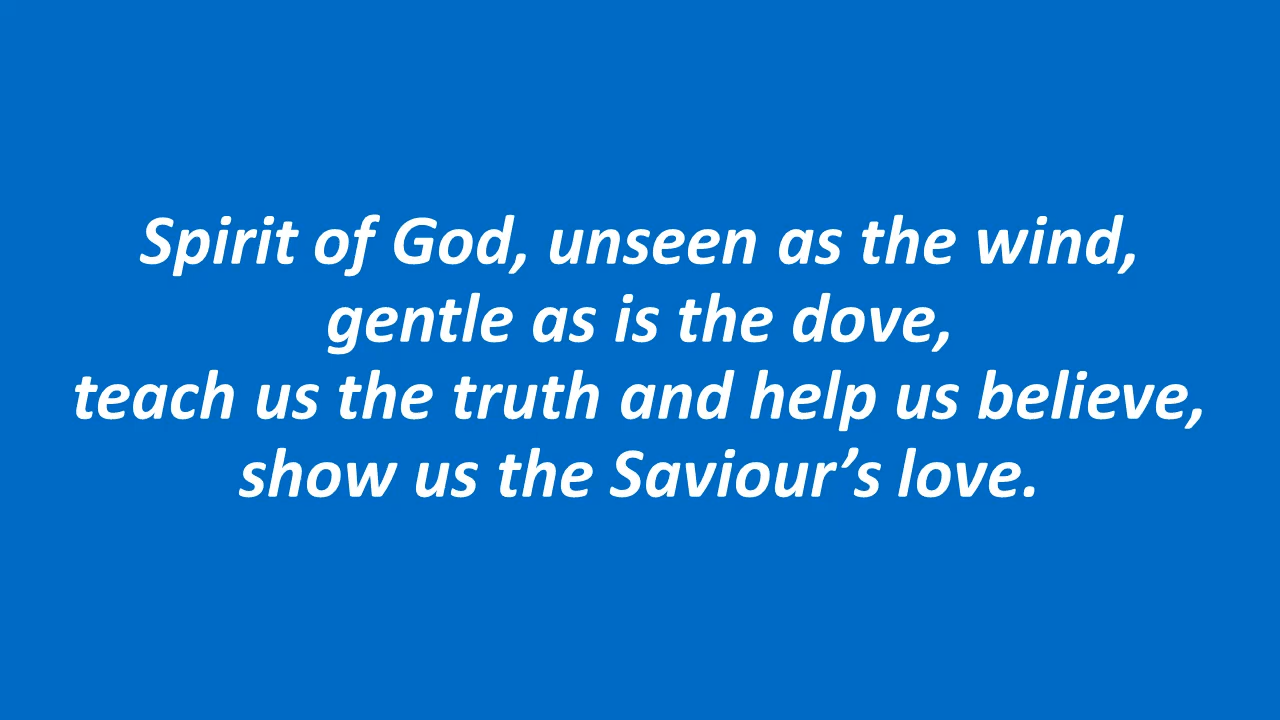 Spirit of God, unseen as the wind,
gentle as is the dove,
teach us the truth and help us believe,
show us the Saviour’s love.